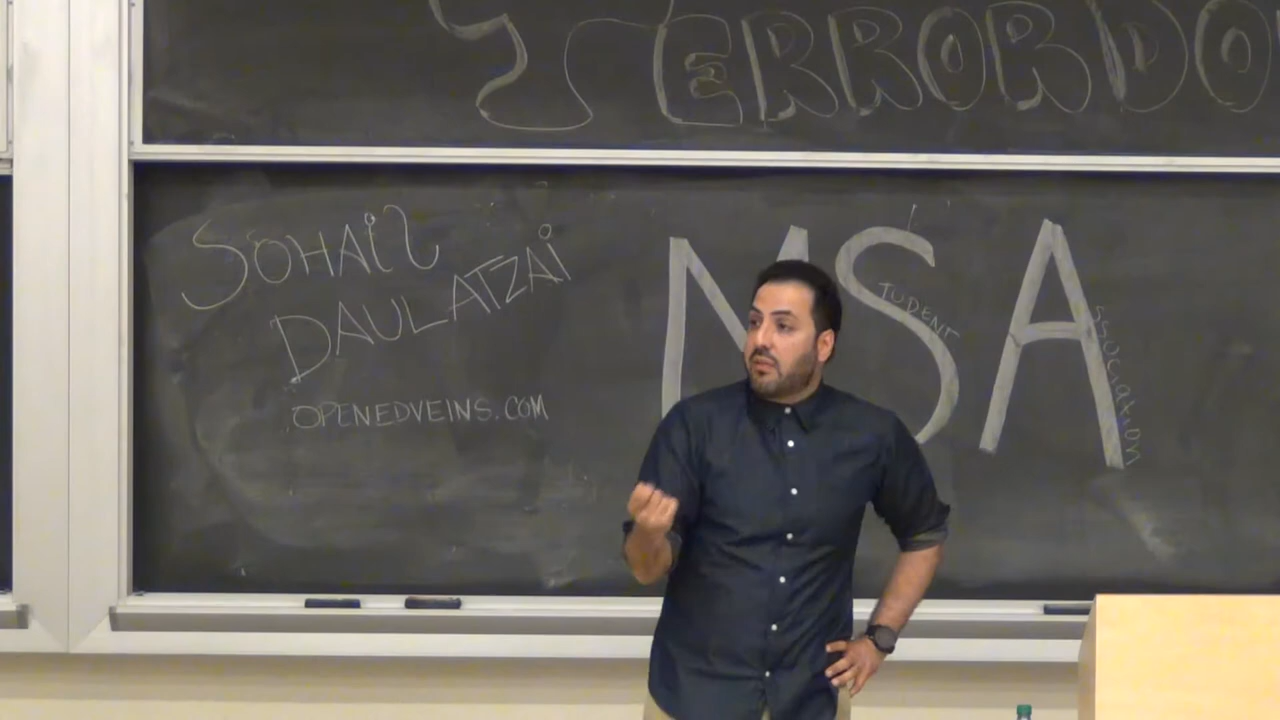 ERRORDO
SOHAIL
DAULATZAI
OPENEDVEINS.COM
MSA
TUDENT
SSOCIATION